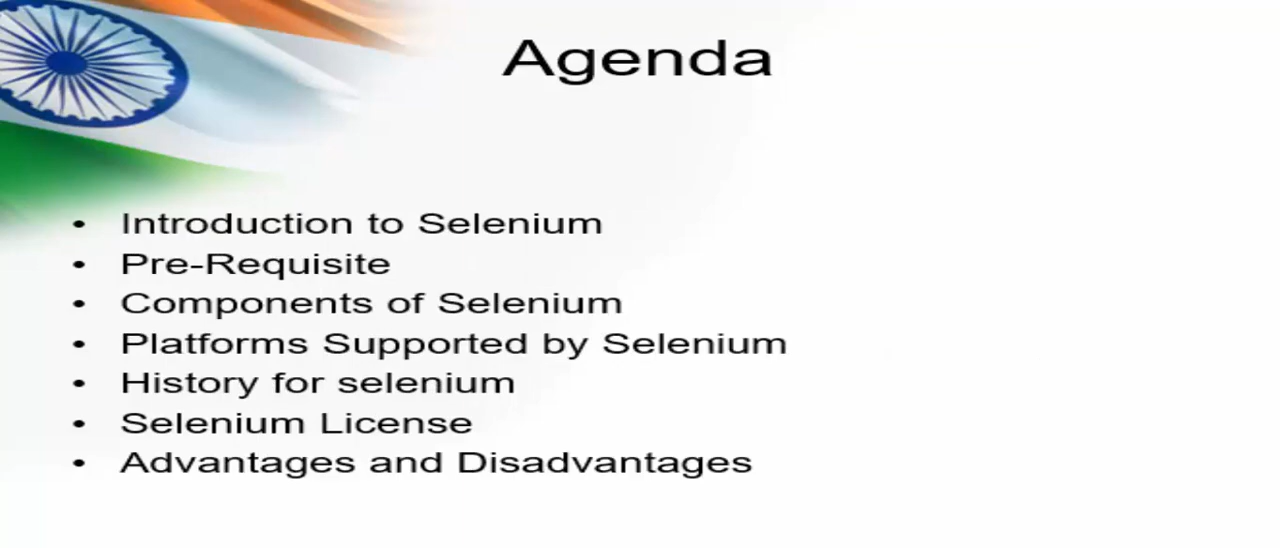 Agenda
• Introduction to Selenium
• Pre-Requisite
• Components of Selenium
• Platforms Supported by Selenium
• History for selenium
• Selenium License
• Advantages and Disadvantages